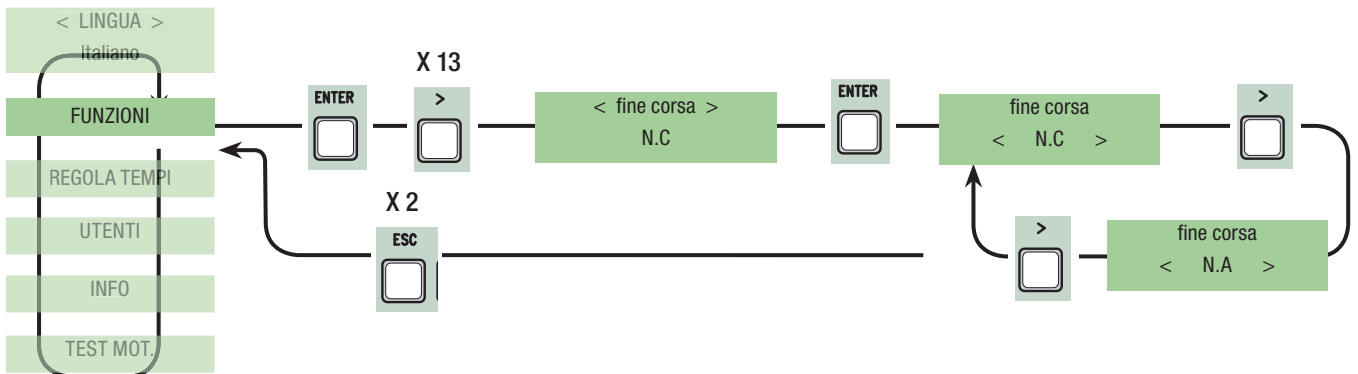 < LINGUA >
Italiano
FUNZIONI
REGOLA TEMPI
UTENTI
INFO
TEST MOT.
ENTER
X 13
>
< fine corsa >
N.C
ENTER
fine corsa
< N.C >
>
fine corsa
< N.A >
>
X 2
ESC